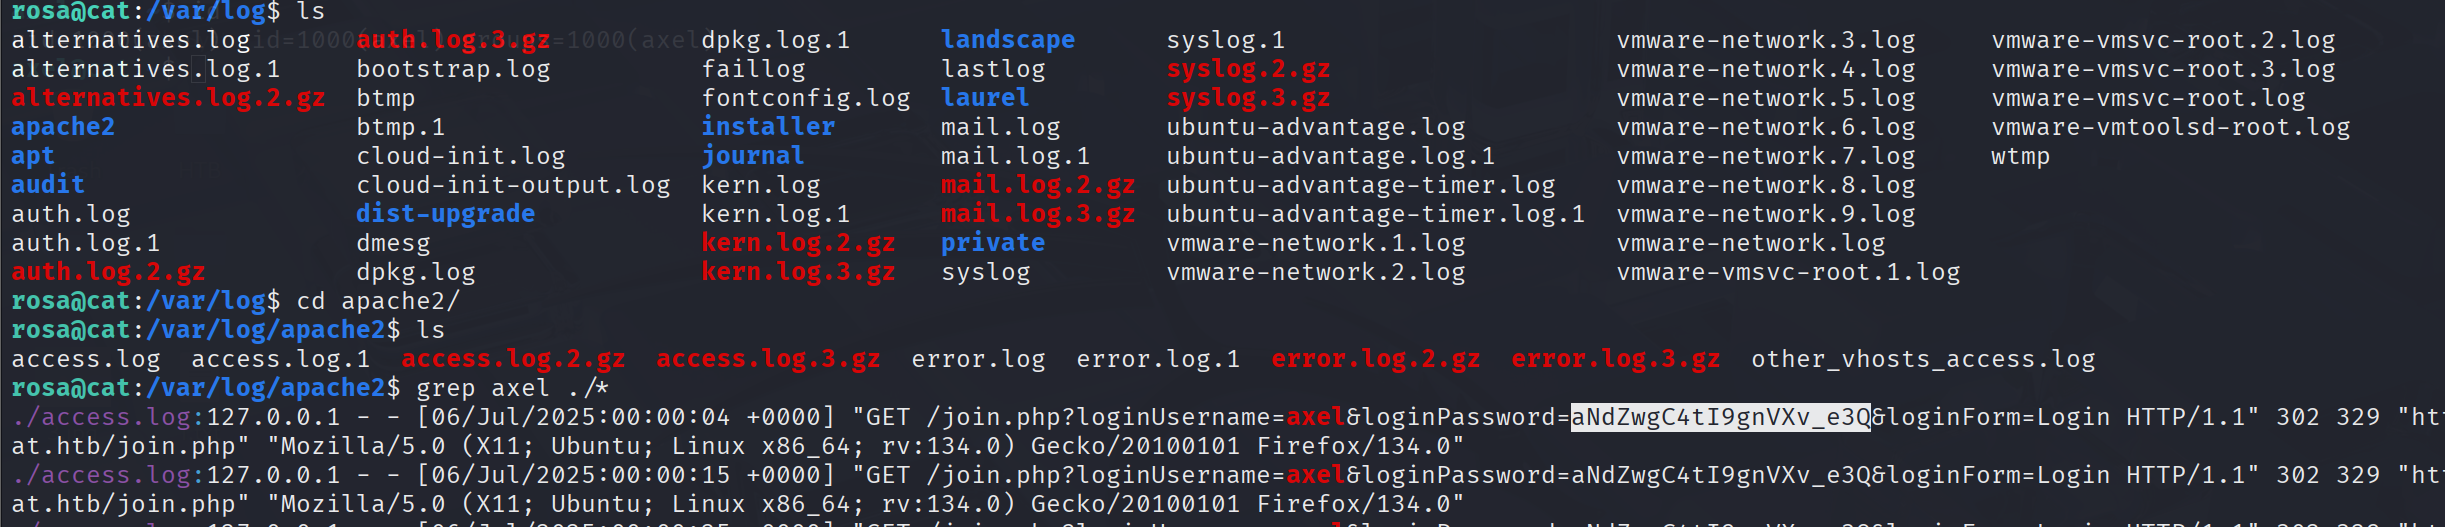 rosa@cat:/var/log$ ls
alternatives.log auth.log.3.gz dpkg.log.1 landscape syslog.1 vmware-network.3.log vmware-vmsvc-root.2.log
alternatives.log.1 bootstrap.log faillog lastlog syslog.2.gz vmware-network.4.log vmware-vmsvc-root.3.log
alternatives.log.2.gz btmp fontconfig.log laurel syslog.3.gz vmware-network.5.log vmware-vmsvc-root.log
apache2 btmp.1 installer mail.log ubuntu-advantage.log vmware-network.6.log vmware-vmtoolsd-root.log
apt cloud-init.log journal mail.log.1 ubuntu-advantage.log.1 vmware-network.7.log wtmp
audit cloud-init-output.log kern.log mail.log.2.gz ubuntu-advantage-timer.log vmware-network.8.log
auth.log dist-upgrade kern.log.1 mail.log.3.gz ubuntu-advantage-timer.log.1 vmware-network.9.log
auth.log.1 dmesg kern.log.2.gz private vmware-network.1.log vmware-network.log
auth.log.2.gz dpkg.log kern.log.3.gz syslog vmware-network.2.log vmware-vmsvc-root.1.log
rosa@cat:/var/log$ cd apache2/
rosa@cat:/var/log/apache2$ ls
access.log access.log.1 access.log.2.gz access.log.3.gz error.log error.log.1 error.log.2.gz error.log.3.gz other_vhosts_access.log
rosa@cat:/var/log/apache2$ grep axel ./*
./access.log:127.0.0.1 - - [06/Jul/2025:00:00:04 +0000] "GET /join.php?loginUsername=axel&loginPassword=aNdZwgC4tI9gnVXv_e3Q&loginForm=Login HTTP/1.1" 302 329 "htt
at.htb/join.php" "Mozilla/5.0 (X11; Ubuntu; Linux x86_64; rv:134.0) Gecko/20100101 Firefox/134.0"
./access.log:127.0.0.1 - - [06/Jul/2025:00:00:15 +0000] "GET /join.php?loginUsername=axel&loginPassword=aNdZwgC4tI9gnVXv_e3Q&loginForm=Login HTTP/1.1" 302 329 "htt
at.htb/join.php" "Mozilla/5.0 (X11; Ubuntu; Linux x86_64; rv:134.0) Gecko/20100101 Firefox/134.0"